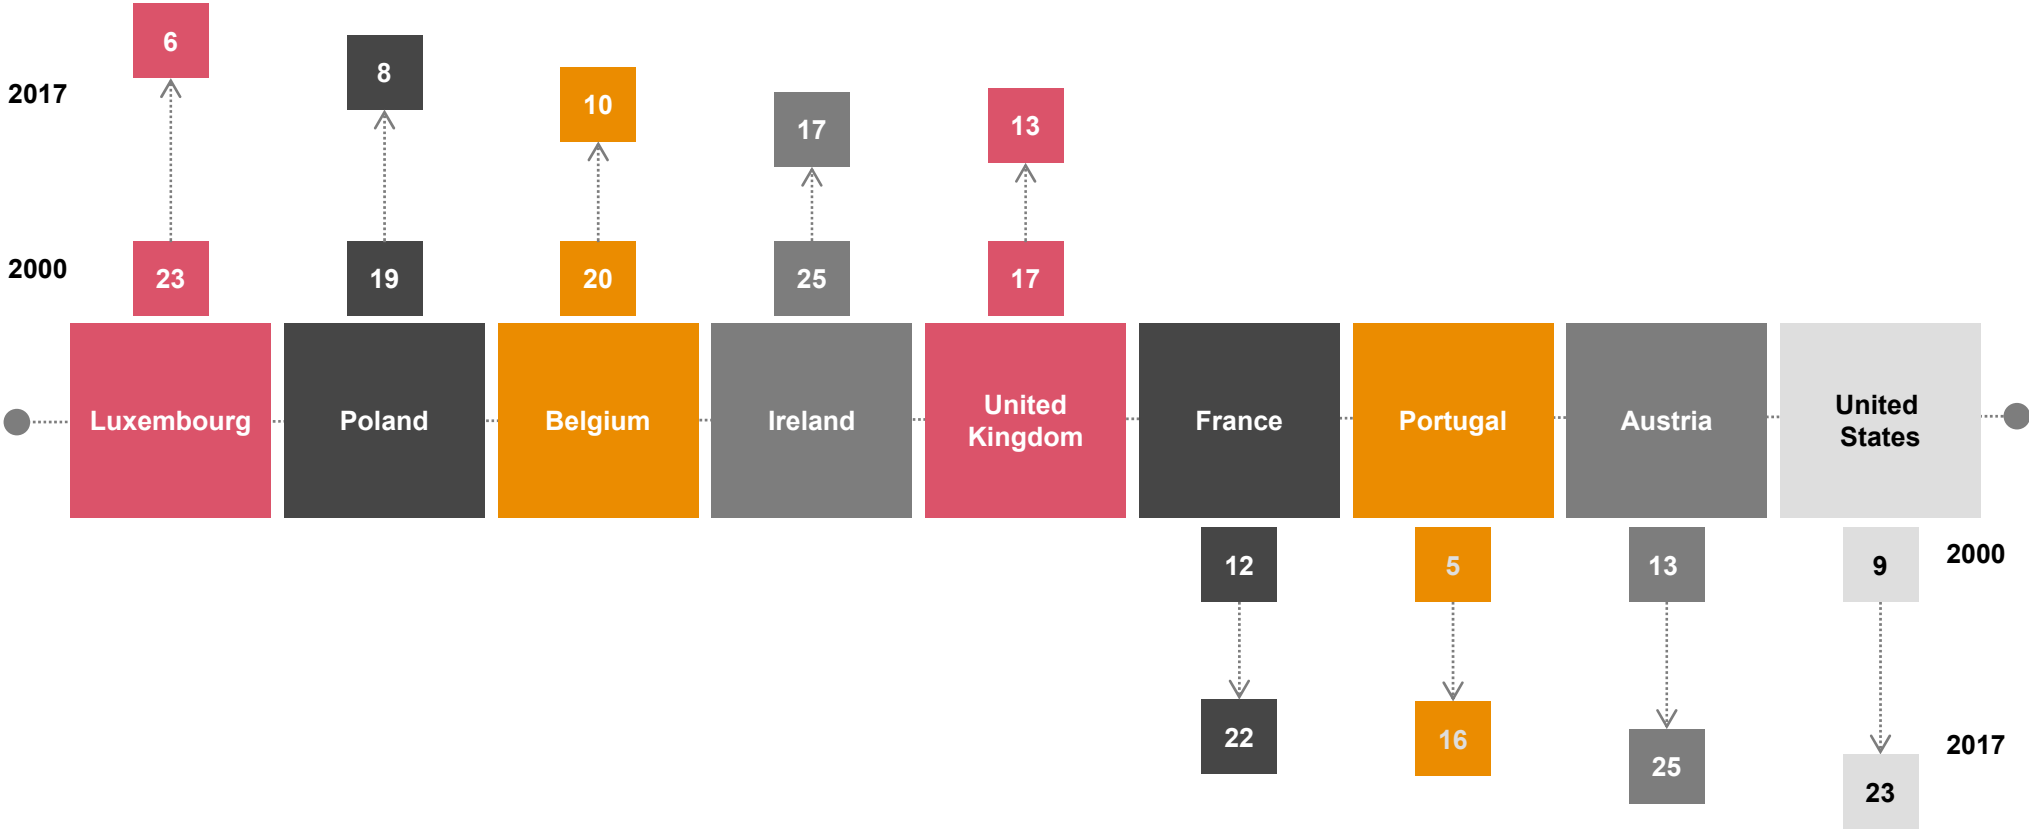 6
8
2017
10
17
13
2000
23
19
20
25
17
Luxembourg
Poland
Belgium
Ireland
United
Kingdom
France
Portugal
Austria
United
States
12
5
13
9
2000
22
16
25
23
2017